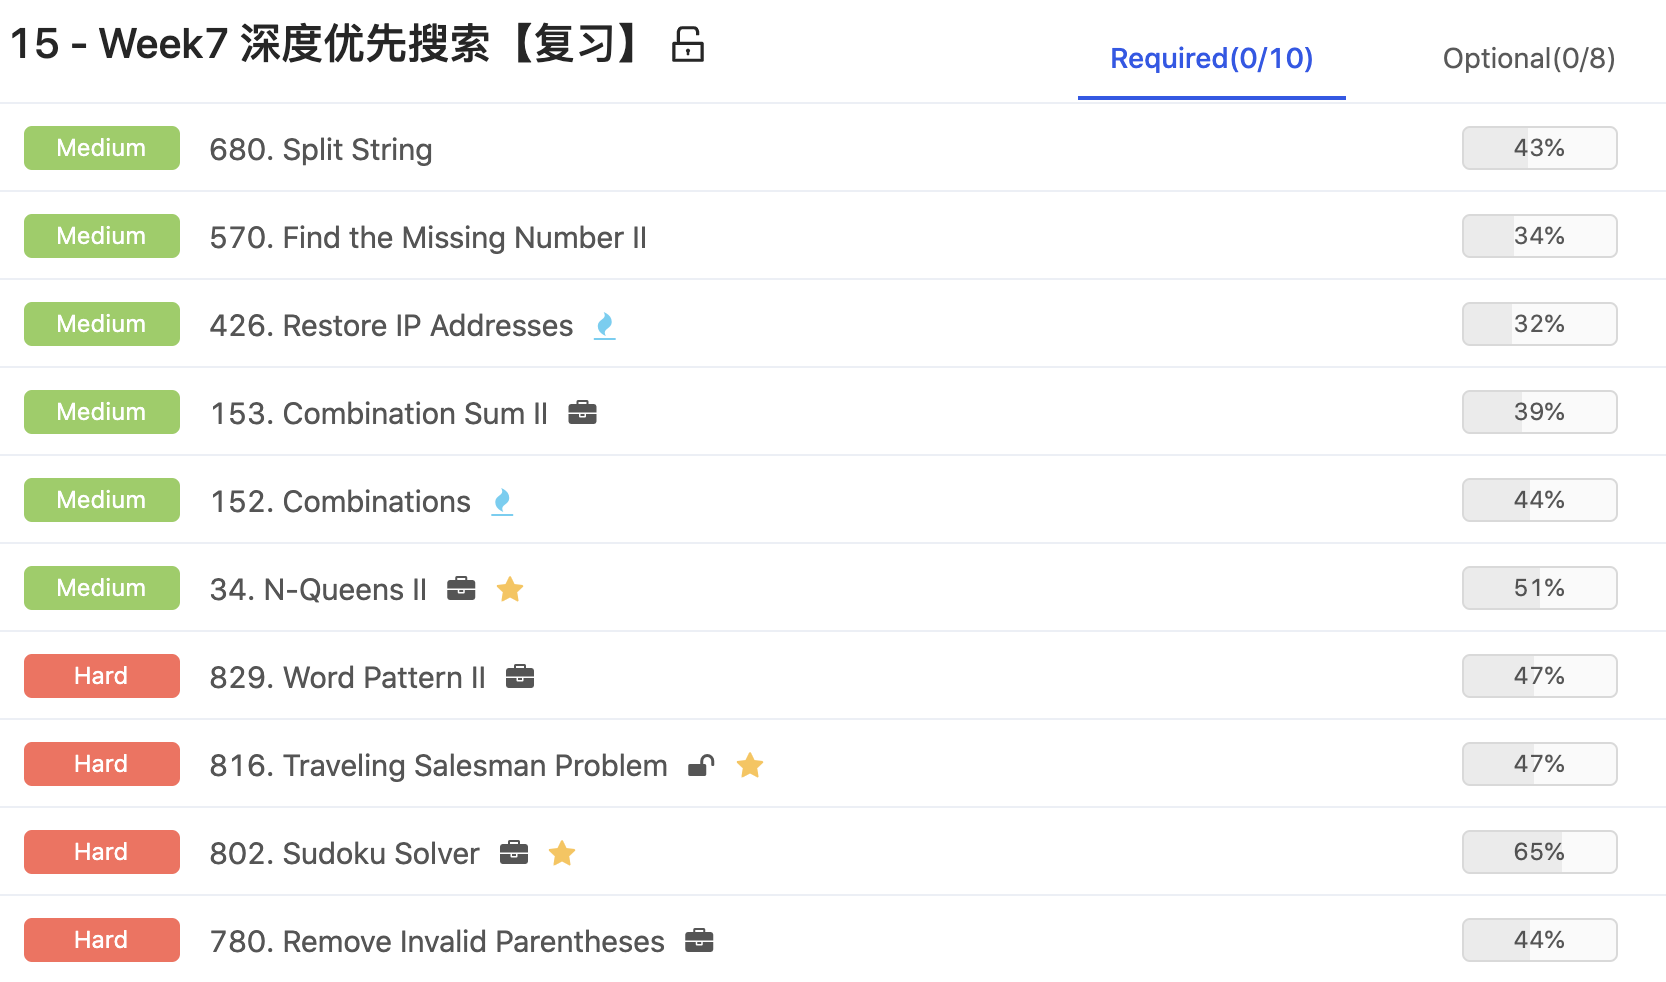 15 - Week7 深度优先搜索【复习】
Required(0/10)
Optional(0/8)
Medium 680. Split String 43%
Medium 570. Find the Missing Number II 34%
Medium 426. Restore IP Addresses 32%
Medium 153. Combination Sum II 39%
Medium 152. Combinations 44%
Medium 34. N-Queens II 51%
Hard 829. Word Pattern II 47%
Hard 816. Traveling Salesman Problem 47%
Hard 802. Sudoku Solver 65%
Hard 780. Remove Invalid Parentheses 44%